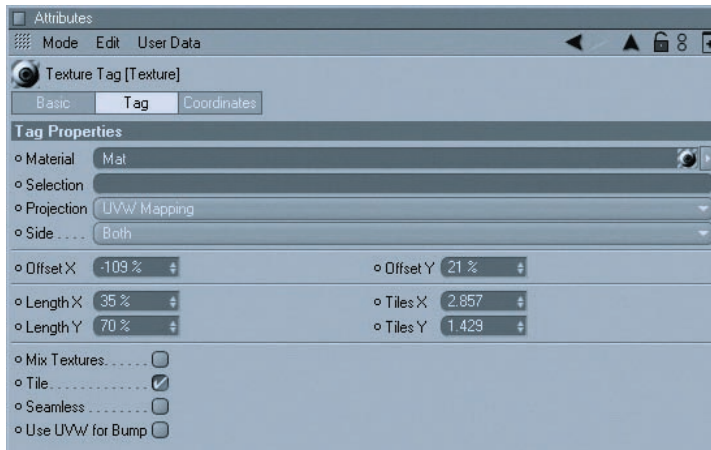 Attributes
Mode Edit User Data
Texture Tag [Texture]
Basic Tag Coordinates
Tag Properties
Material Mat
Selection
Projection UVW Mapping
Side . . . . Both
Offset X -109 % Offset Y 21 %
Length X 35 % Tiles X 2.857
Length Y 70 % Tiles Y 1.429
Mix Textures. . . . . .
Tile. . . . . . . . . . . . .
Seamless . . . . . . . .
Use UVW for Bump